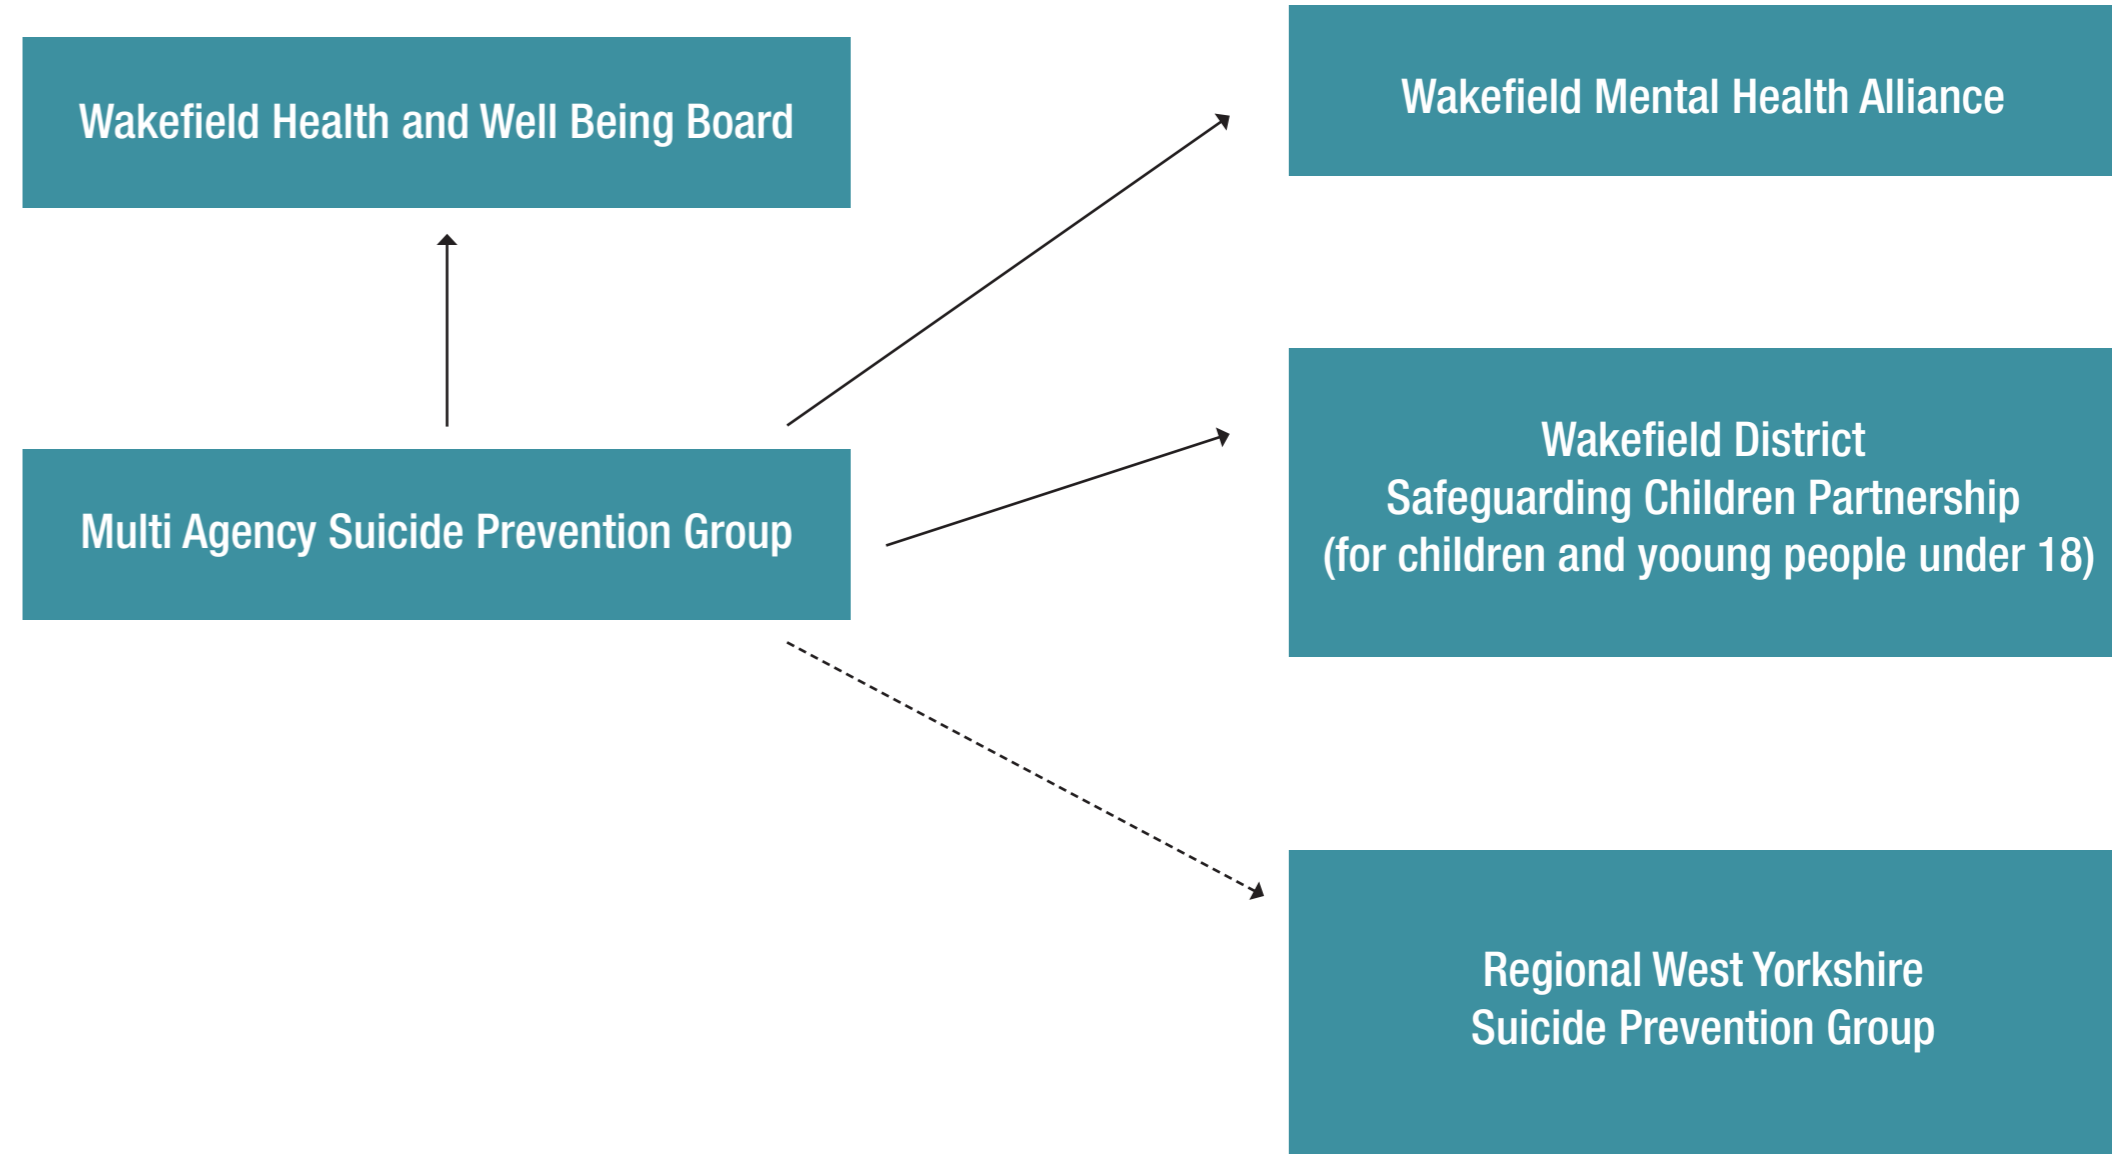 Wakefield Health and Well Being Board
Multi Agency Suicide Prevention Group
Wakefield Mental Health Alliance
Wakefield District
Safeguarding Children Partnership
(for children and yooung people under 18)
Regional West Yorkshire
Suicide Prevention Group